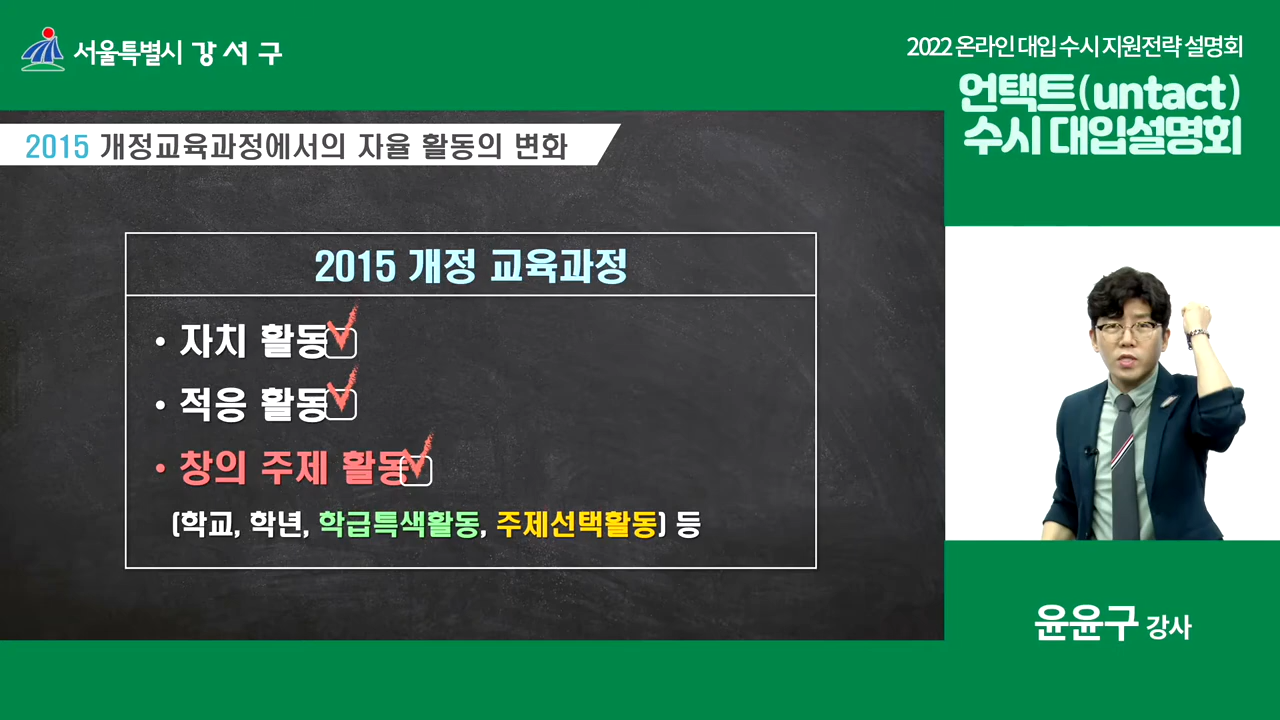 서울특별시 강서구
2022 온라인 대입 수시 지원전략 설명회
언택트(untact)
수시 대입설명회
2015 개정교육과정에서의 자율 활동의 변화
2015 개정 교육과정
• 자치 활동
• 적응 활동
• 창의 주제 활동
(학교, 학년, 학급특색활동, 주제선택활동) 등
윤윤구 강사